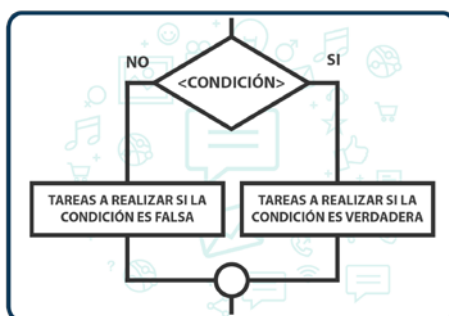 NO
<CONDICIÓN>
SI
TAREAS A REALIZAR SI LA
CONDICIÓN ES FALSA
TAREAS A REALIZAR SI LA
CONDICIÓN ES VERDADERA